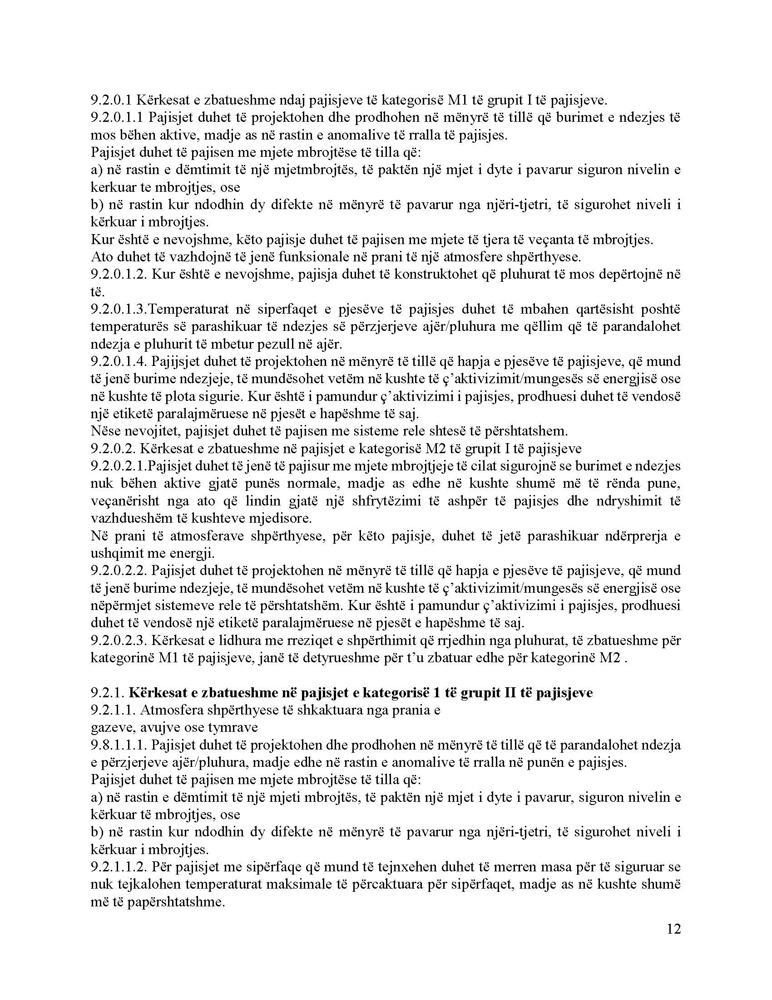 9.2.0.1 Kërkesat e zbatueshme ndaj pajisjeve të kategorisë M1 të grupit I të pajisjeve.
9.2.0.1.1 Pajisjet duhet të projektohen dhe prodhohen në mënyrë të tillë që burimet e ndezjes të
mos bëhen aktive, madje as në rastin e anomalive të rralla të pajisjes.
Pajisjet duhet të pajisen me mjete mbrojtëse të tilla që:
a) në rastin e dëmtimit të një mjetmbrojtës, të paktën një mjet i dyte i pavarur siguron nivelin e
kerkuar te mbrojtjes, ose
b) në rastin kur ndodhin dy difekte në mënyrë të pavarur nga njëri-tjetri, të sigurohet niveli i
kërkuar i mbrojtjes.
Kur është e nevojshme, këto pajisje duhet të pajisen me mjete të tjera të veçanta të mbrojtjes.
Ato duhet të vazhdojnë të jenë funksionale në prani të një atmosfere shpërthyese.
9.2.0.1.2. Kur është e nevojshme, pajisja duhet të konstruktohet që pluhurat të mos depërtojnë në
të.
9.2.0.1.3.Temperaturat në siperfaqet e pjesëve të pajisjes duhet të mbahen qartësisht poshtë
temperaturës së parashikuar të ndezjes së përzjerjeve ajër/pluhura me qëllim që të parandalohet
ndezja e pluhurit të mbetur pezull në ajër.
9.2.0.1.4. Pajijsjet duhet të projektohen në mënyrë të tillë që hapja e pjesëve të pajisjeve, që mund
të jenë burime ndezjeje, të mundësohet vetëm në kushte të ç’aktivizimit/mungesës së energjisë ose
në kushte të plota sigurie. Kur është i pamundur ç’aktivizimi i pajisjes, prodhuesi duhet të vendosë
një etiketë paralajmëruese në pjesët e hapëshme të saj.
Nëse nevojitet, pajisjet duhet të pajisen me sisteme rele shtesë të përshtatshem.
9.2.0.2. Kërkesat e zbatueshme në pajisjet e kategorisë M2 të grupit I të pajisjeve
9.2.0.2.1.Pajisjet duhet të jenë të pajisur me mjete mbrojtjeje të cilat sigurojnë se burimet e ndezjes
nuk bëhen aktive gjatë punës normale, madje as edhe në kushte shumë më të rënda pune,
veçanërisht nga ato që lindin gjatë një shfrytëzimi të ashpër të pajisjes dhe ndryshimit të
vazhdueshëm të kushteve mjedisore.
Në prani të atmosferave shpërthyese, për këto pajisje, duhet të jetë parashikuar ndërprerja e
ushqimit me energji.
9.2.0.2.2. Pajisjet duhet të projektohen në mënyrë të tillë që hapja e pjesëve të pajisjeve, që mund
të jenë burime ndezjeje, të mundësohet vetëm në kushte të ç’aktivizimit/mungesës së energjisë ose
nëpërmjet sistemeve rele të përshtatshëm. Kur është i pamundur ç’aktivizimi i pajisjes, prodhuesi
duhet të vendosë një etiketë paralajmëruese në pjesët e hapëshme të saj.
9.2.0.2.3. Kërkesat e lidhura me rreziqet e shpërthimit që rrjedhin nga pluhurat, të zbatueshme për
kategorinë M1 të pajisjeve, janë të detyrueshme për t’u zbatuar edhe për kategorinë M2 .
9.2.1. Kërkesat e zbatueshme në pajisjet e kategorisë 1 të grupit II të pajisjeve
9.2.1.1. Atmosfera shpërthyese të shkaktuara nga prania e
gazeve, avujve ose tymrave
9.8.1.1.1. Pajisjet duhet të projektohen dhe prodhohen në mënyrë të tillë që të parandalohet ndezja
e përzjerjeve ajër/pluhura, madje edhe në rastin e anomalive të rralla në punën e pajisjes.
Pajisjet duhet të pajisen me mjete mbrojtëse të tilla që:
a) në rastin e dëmtimit të një mjeti mbrojtës, të paktën një mjet i dyte i pavarur, siguron nivelin e
kërkuar të mbrojtjes, ose
b) në rastin kur ndodhin dy difekte në mënyrë të pavarur nga njëri-tjetri, të sigurohet niveli i
kërkuar i mbrojtjes.
9.2.1.1.2. Për pajisjet me sipërfaqe që mund të tejnxehen duhet të merren masa për të siguruar se
nuk tejkalohen temperaturat maksimale të përcaktuara për sipërfaqet, madje as në kushte shumë
më të papërshtatshme.
12